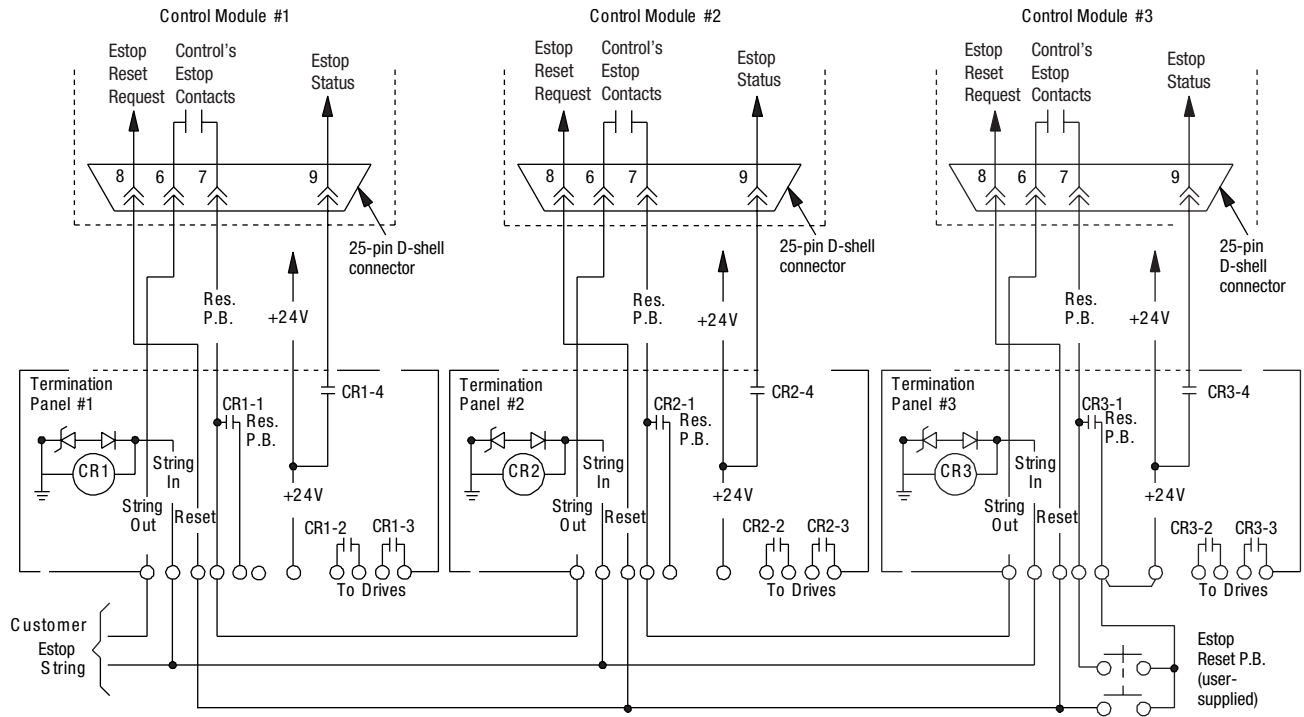 Control Module #1
Estop
Reset
Request
Control's
Estop
Contacts
Estop
Status
8
6
7
9
25-pin D-shell
connector
Res.
P.B.
+24V
Termination
Panel #1
CR1-1
Res.
P.B.
CR1-4
CR1
String
In
String
Out
Reset
+24V
CR1-2
CR1-3
To Drives
Control Module #2
Estop
Reset
Request
Control's
Estop
Contacts
Estop
Status
8
6
7
9
25-pin D-shell
connector
Res.
P.B.
+24V
Termination
Panel #2
CR2-1
Res.
P.B.
CR2-4
CR2
String
In
String
Out
Reset
+24V
CR2-2
CR2-3
To Drives
Control Module #3
Estop
Reset
Request
Control's
Estop
Contacts
Estop
Status
8
6
7
9
25-pin
D-shell
connector
Res.
P.B.
+24V
Termination
Panel #3
CR3-1
Res.
P.B.
CR3-4
CR3
String
In
String
Out
Reset
+24V
CR3-2
CR3-3
To Drives
Customer
Estop
String
Estop
Reset P.B.
(user-
supplied)